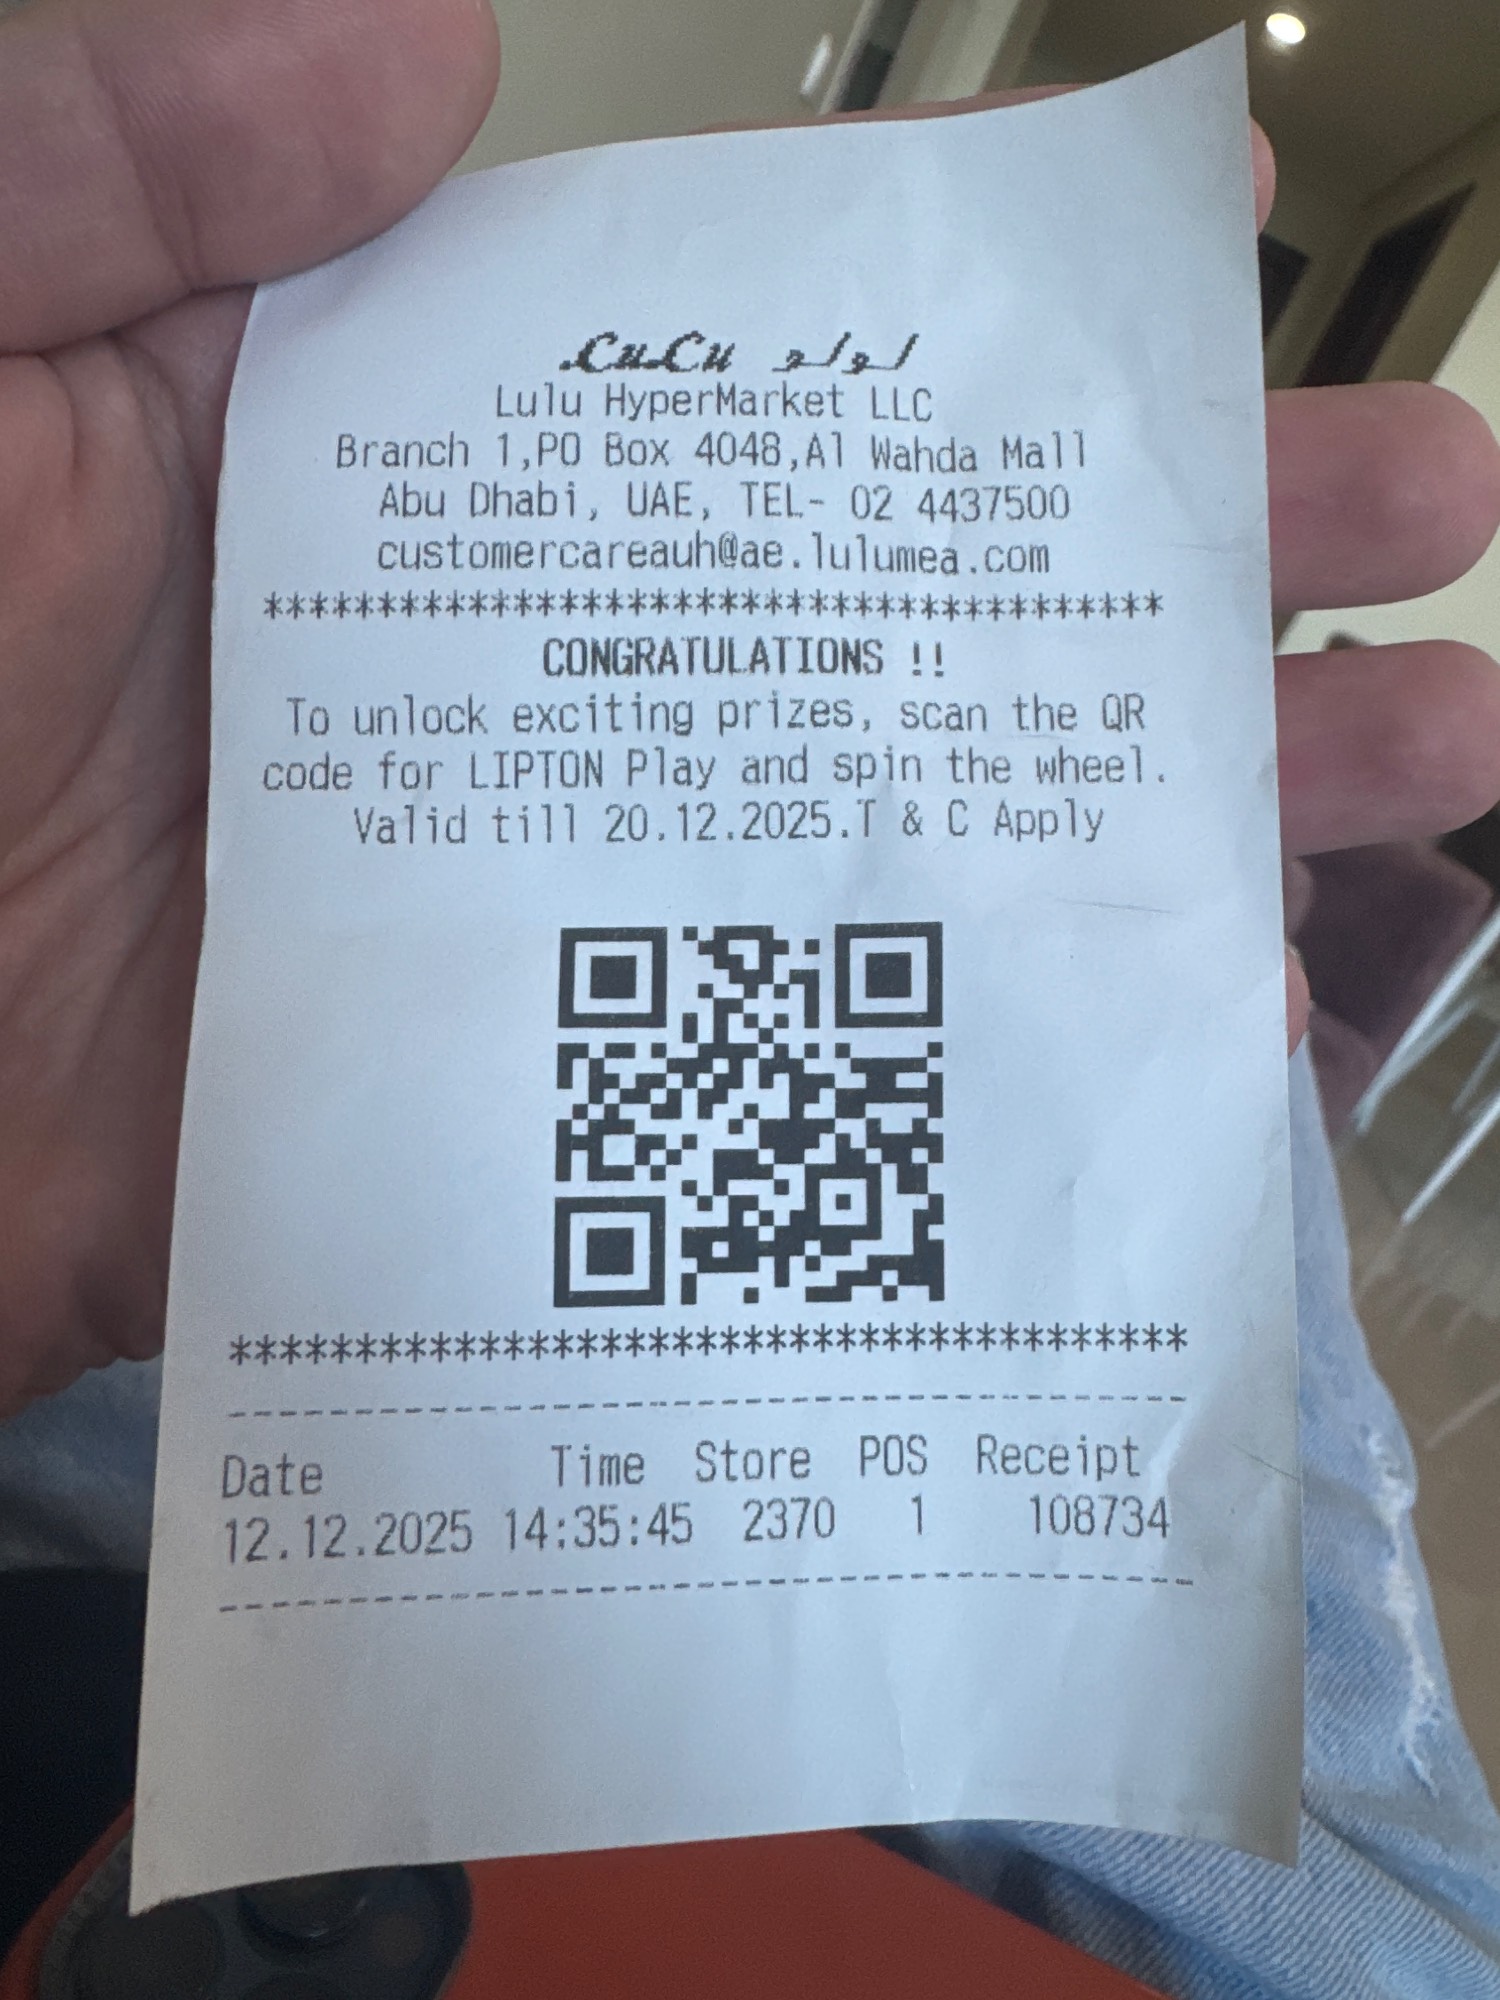 LuLu لولو
Lulu HyperMarket LLC
Branch 1,PO Box 4048,Al Wahda Mall
Abu Dhabi, UAE, TEL- 02 4437500
customercareauh@ae.lulumea.com
***************************************
CONGRATULATIONS !!
To unlock exciting prizes, scan the QR
code for LIPTON Play and spin the wheel.
Valid till 20.12.2025.T & C Apply
***************************************
----------------------------------------
Date Time Store POS Receipt
12.12.2025 14:35:45 2370 1 108734
----------------------------------------